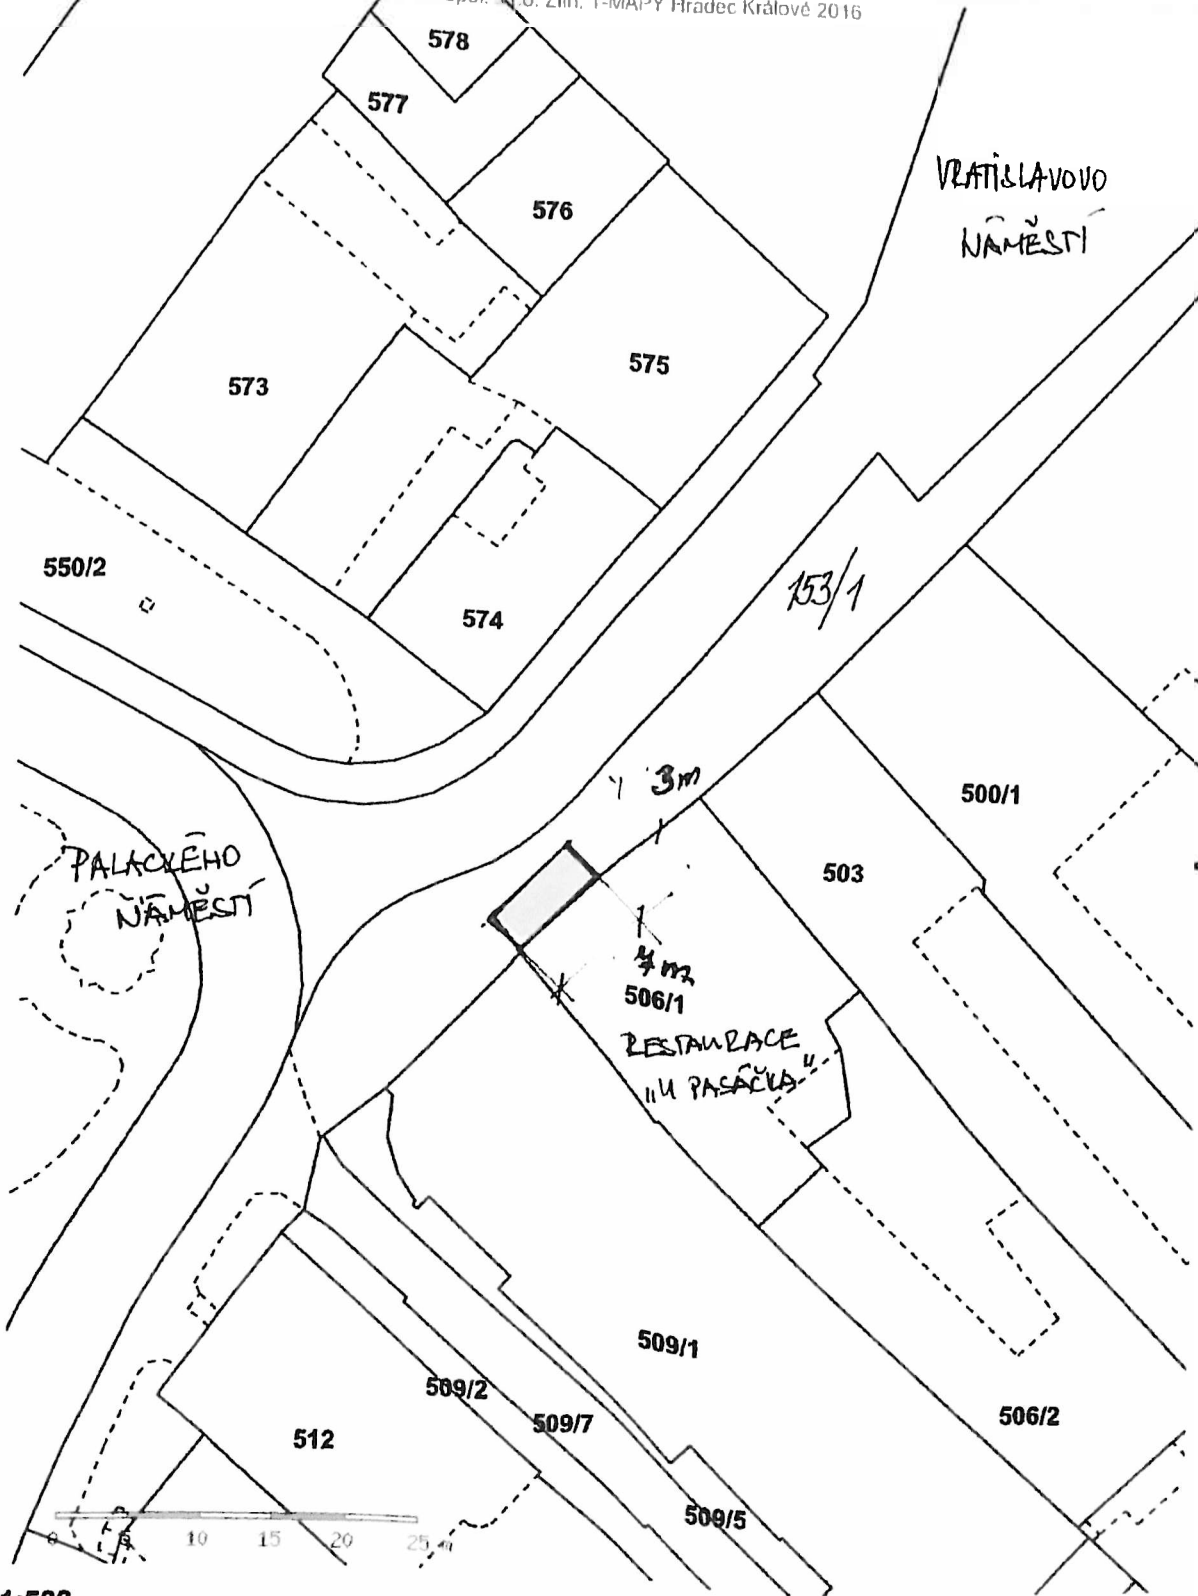 Zlín, T-MAPY Hradec Králové 2016
578
577
VRATISLAVOVO
NÁMĚSTÍ
576
575
573
550/2
153/1
574
3m
500/1
PALACKÉHO
NÁMĚSTÍ
503
7m
506/1
RESTAURACE
„U PASÁČKA"
509/1
509/2
506/2
509/7
512
509/5
0 5 10 15 20 25 m